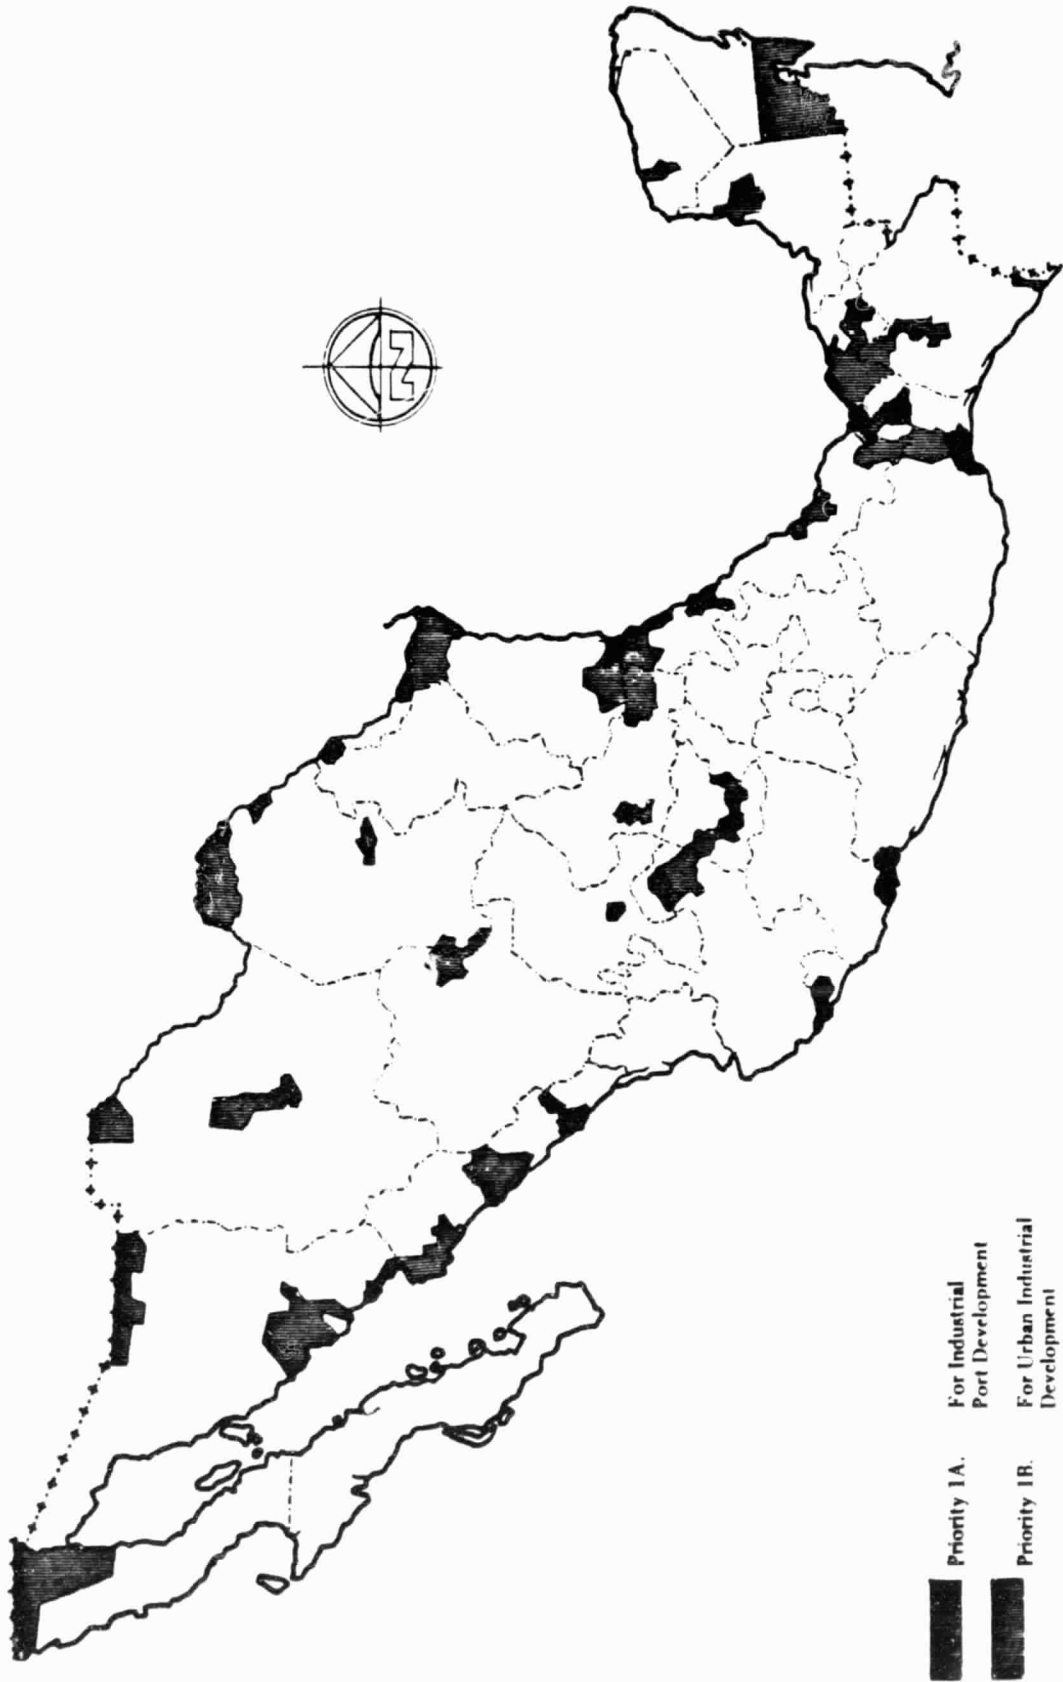 Priority 1A.
For Industrial
Port Development
Priority 1B.
For Urban Industrial
Development